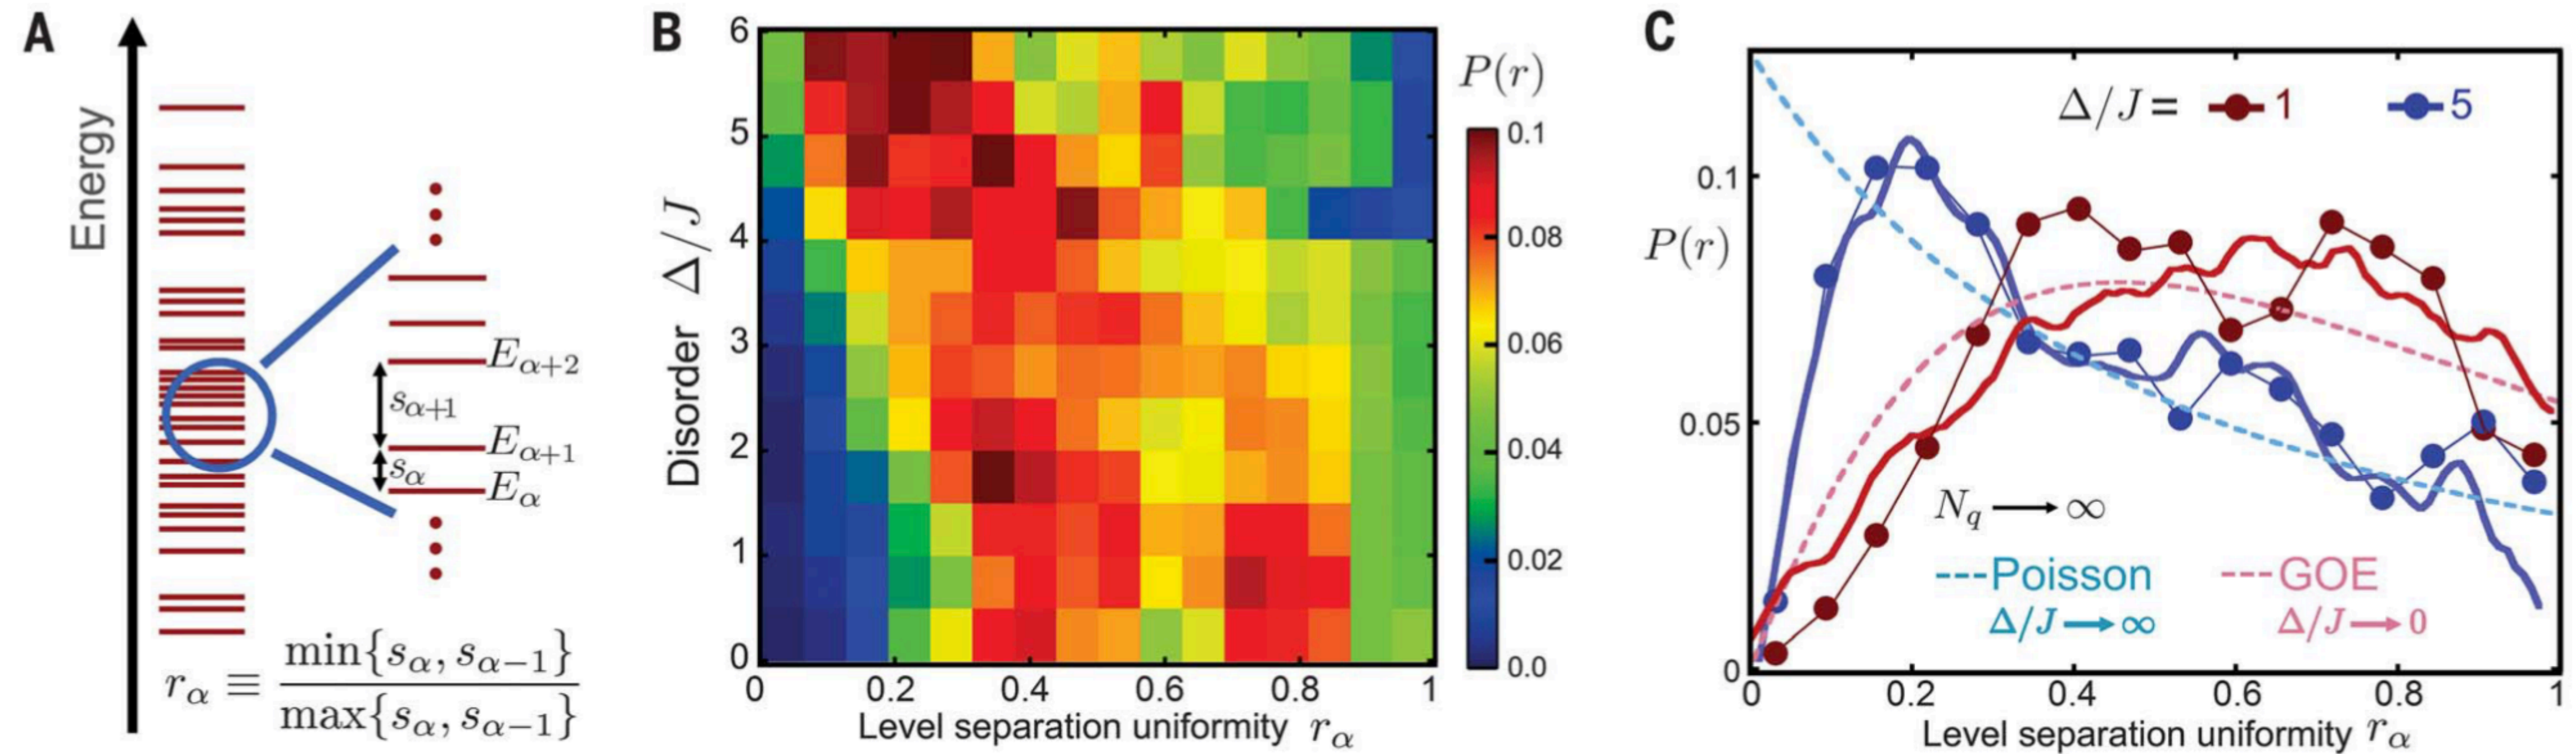 A
Energy
E_{α+2}
s_{α+1}
E_{α+1}
s_α
E_α
r_α ≡ min{s_α, s_{α−1}} / max{s_α, s_{α−1}}
B
6
5
4
3
2
1
0
Disorder Δ/J
0 0.2 0.4 0.6 0.8 1
Level separation uniformity r_α
P(r)
0.1
0.08
0.06
0.04
0.02
0.0
C
Δ/J = 1 5
0.1
P(r)
0.05
0
N_q → ∞
Poisson GOE
Δ/J → ∞ Δ/J → 0
0 0.2 0.4 0.6 0.8 1
Level separation uniformity r_α